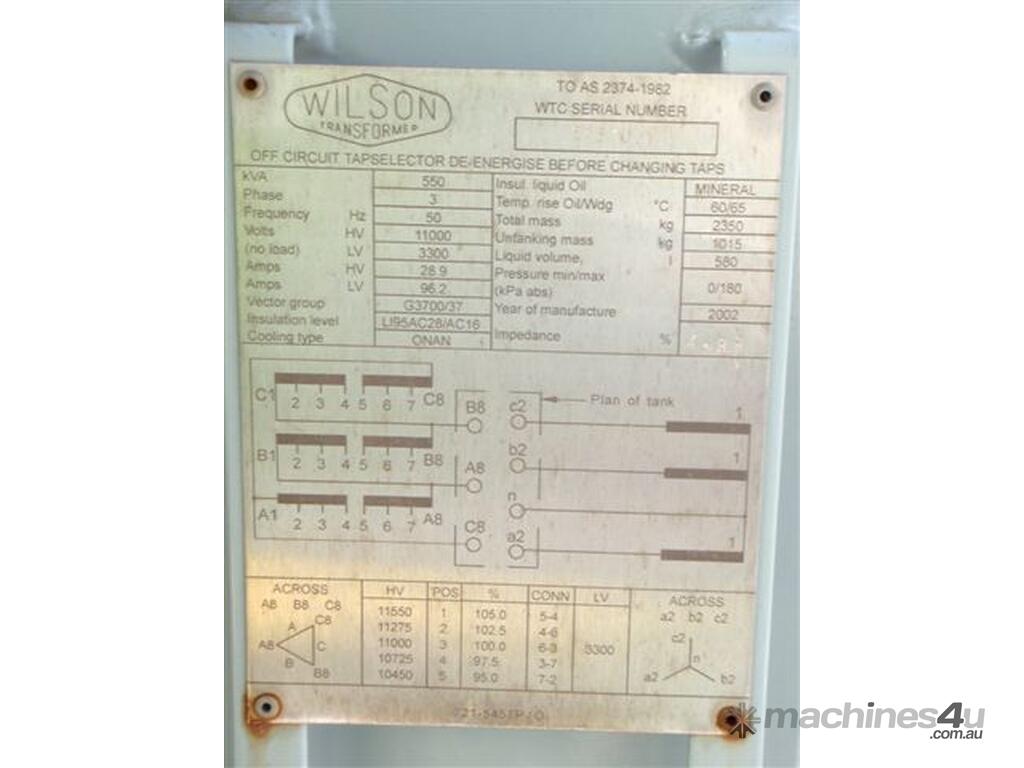 WILSON
TRANSFORMER
TO AS 2374-1982
WTC SERIAL NUMBER
OFF CIRCUIT TAPSELECTOR DE-ENERGISE BEFORE CHANGING TAPS
kVA 550
Phase 3
Frequency Hz 50
Volts HV 11000
(no load) LV 3300
Amps HV 28.9
Amps LV 96.2
Vector group G3700/37
Insulation level LI95AC28/AC16
Cooling type ONAN
Insul. liquid Oil MINERAL
Temp. rise Oil/Wdg °C 60/65
Total mass kg 2350
Untanking mass kg 1015
Liquid volume, l 580
Pressure min/max
(kPa abs) 0/180
Year of manufacture 2002
Impedance %
C1 2 3 4 5 6 7 C8 B8 c2 Plan of tank 1
B1 2 3 4 5 6 7 B8 A8 b2 1
n
A1 2 3 4 5 6 7 A8 C8 a2 1
ACROSS
A8 B8 C8
C8
A
A8 C
B
B8
HV POS % CONN LV
11550 1 105.0 5-4
11275 2 102.5 4-6
11000 3 100.0 6-3 3300
10725 4 97.5 3-7
10450 5 95.0 7-2
ACROSS
a2 b2 c2
c2
n
a2 b2
machines4u
.com.au